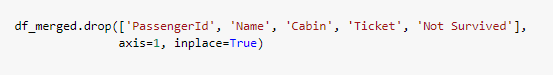 df_merged.drop(['PassengerId', 'Name', 'Cabin', 'Ticket', 'Not Survived'],
axis=1, inplace=True)